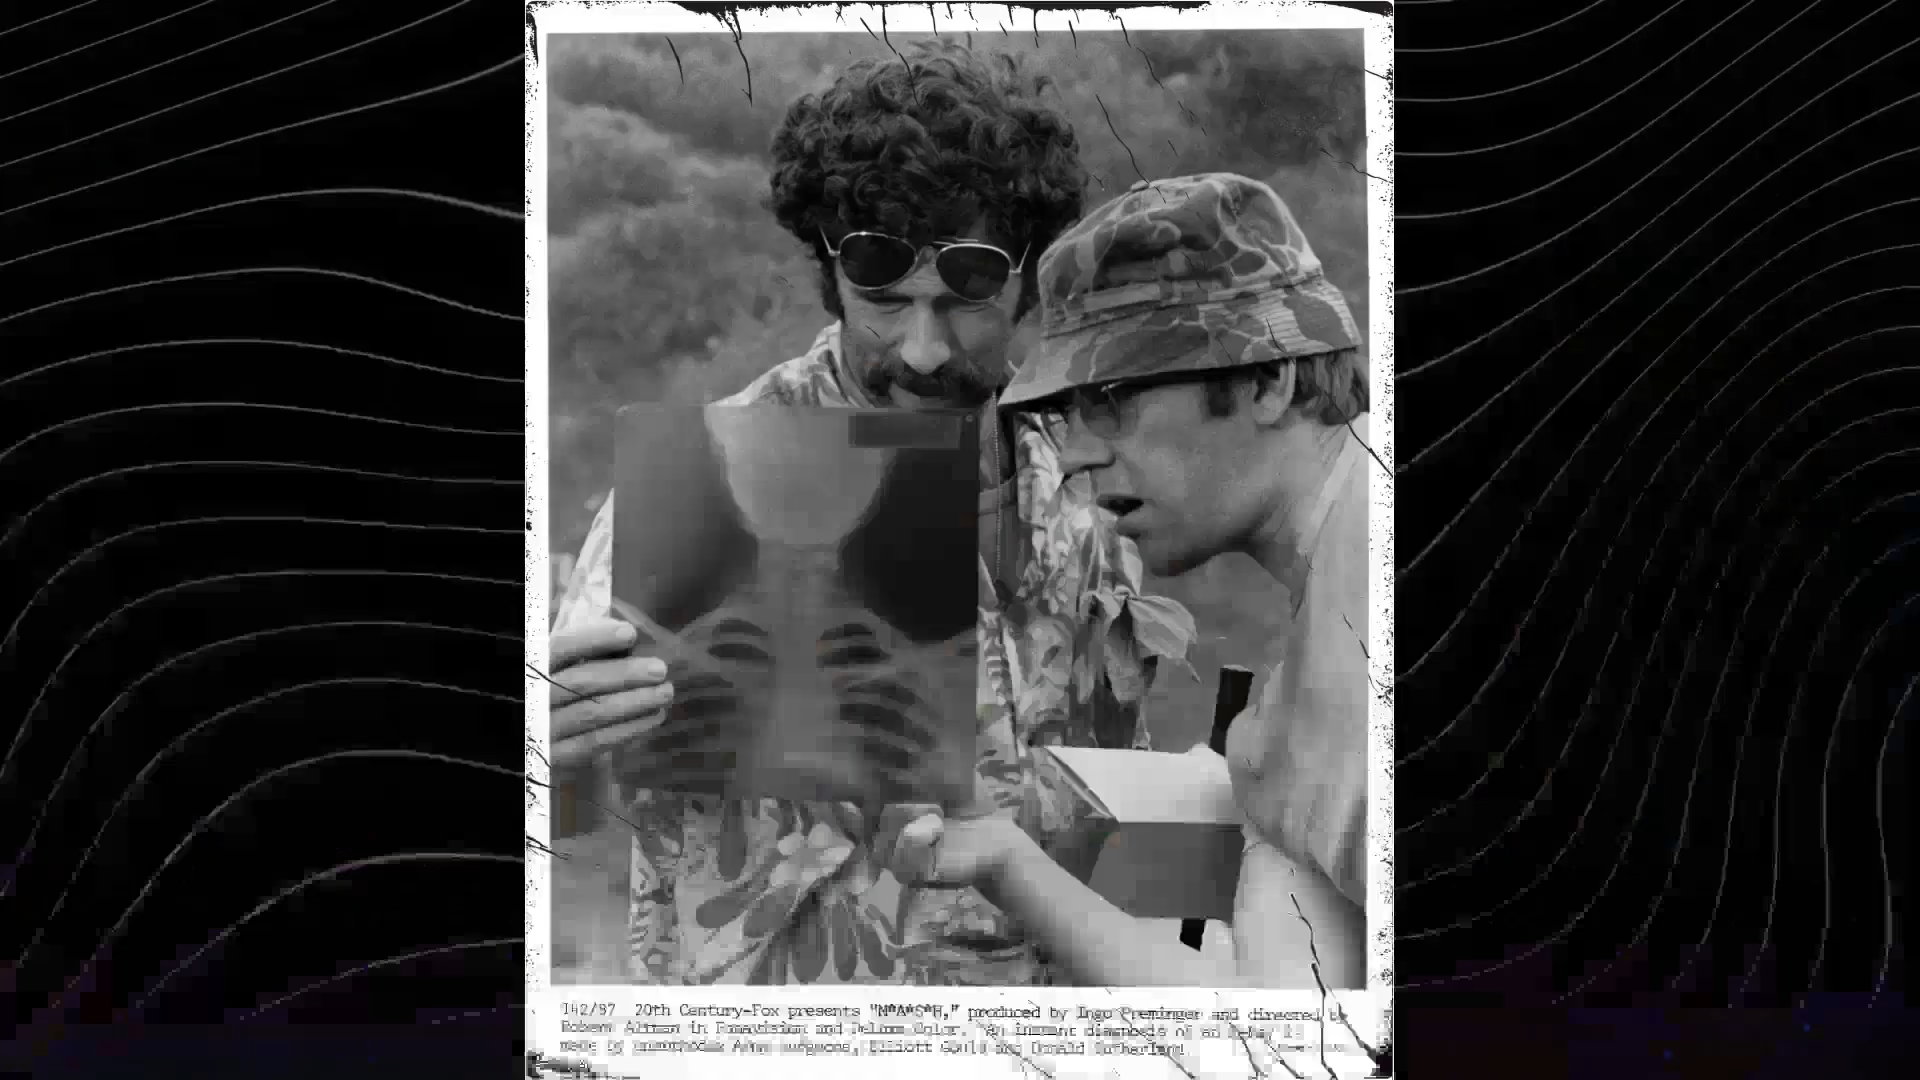 142/97 20th Century-Fox presents "M*A*S*H," produced by Ingo Preminger and directed by
Robert Altman in Panavision and DeLuxe Color. An instant diagnosis of an X-Ray is
made by unorthodox Army surgeons, Elliott Gould and Donald Sutherland.